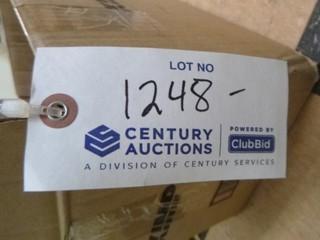 LOT NO
1248-
CENTURY AUCTIONS
POWERED BY
ClubBid
A DIVISION OF CENTURY SERVICES